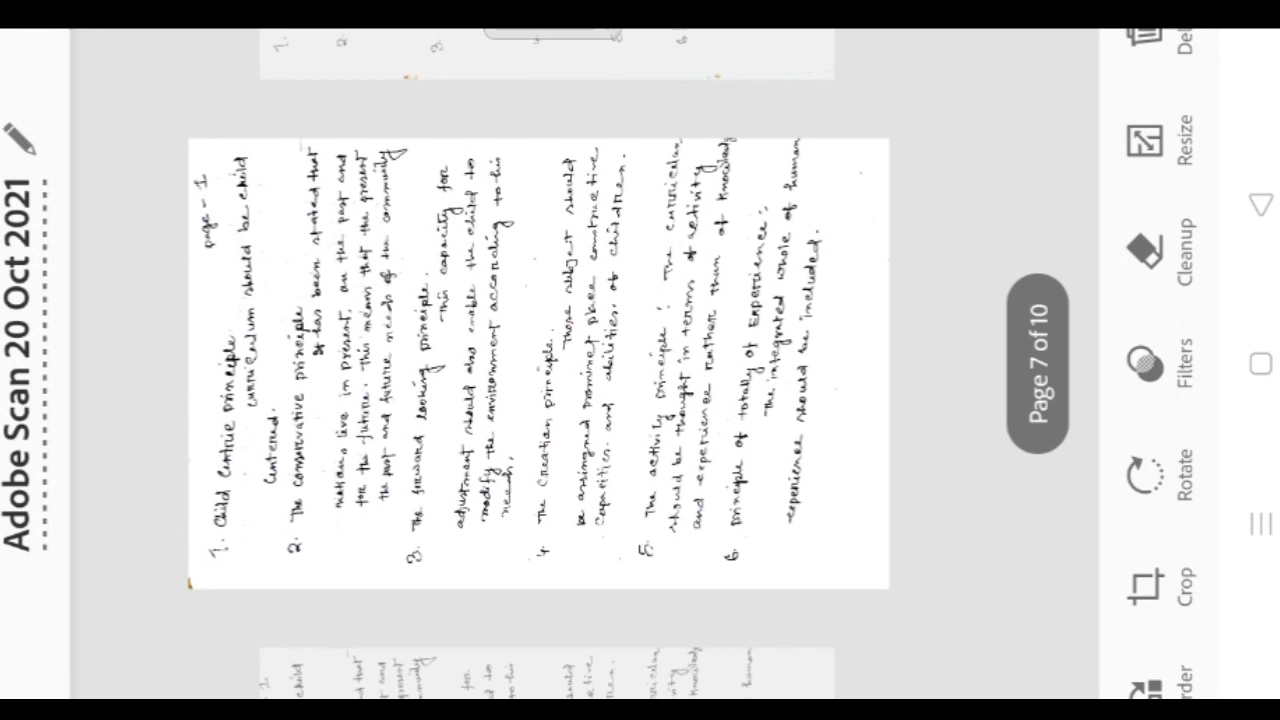 Adobe Scan 20 Oct 2021
page - 1
1. Child Centric principle.
curriculum should be child
Centered.
2. The conservative principle
It has been stated that
nations live in present, on the past and
for the future. This means that the present
the past and future needs of the community
3. The forward looking principle.
This capacity for
adjustment should also enable the child to
modify the environment according to his
needs.
4. The Creation principle.
Those subject should
be assigned prominet place constructive
Capacities. and abilities. of children.
5. The activity principle : The curriculum
should be thought in terms of activity
and experience rather than of knowledge
6. principle of totally of Experience :
The integrated whole of human
experience should be included.
Page 7 of 10
Crop
Rotate
Filters
Cleanup
Resize